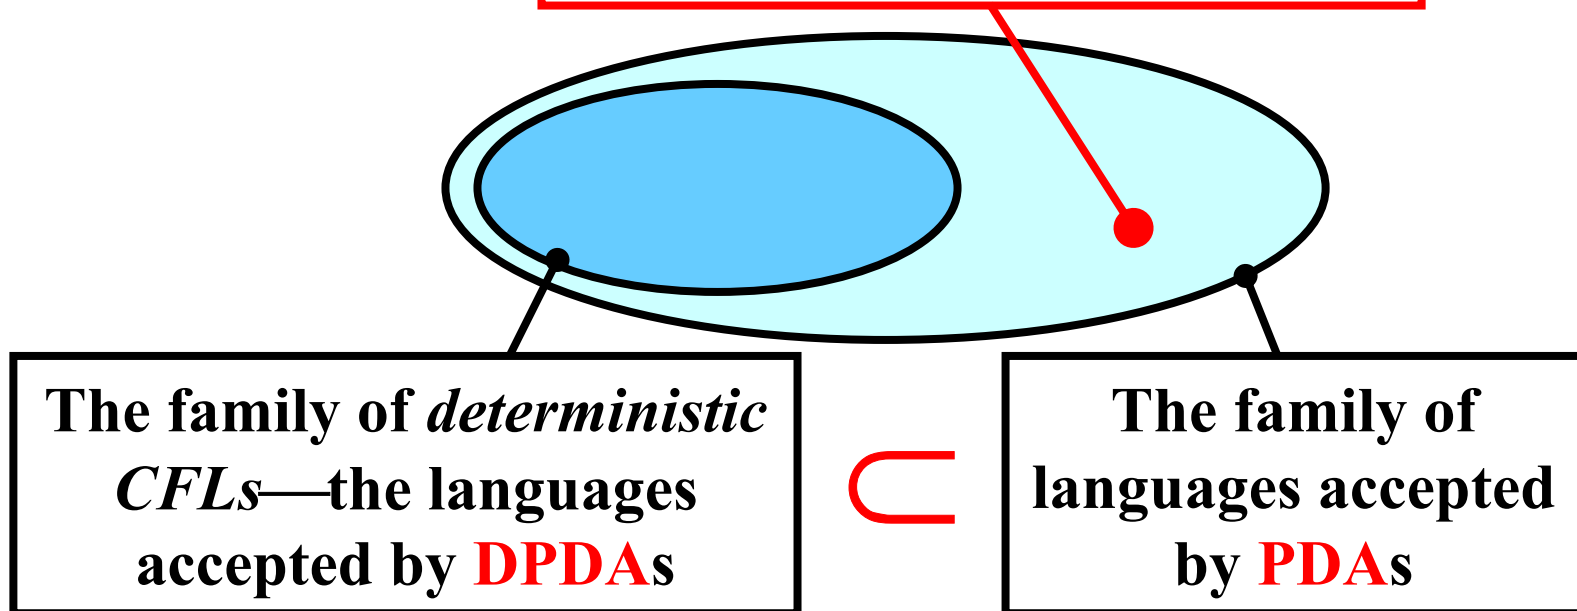 The family of deterministic
CFLs—the languages
accepted by DPDAs
⊂
The family of
languages accepted
by PDAs